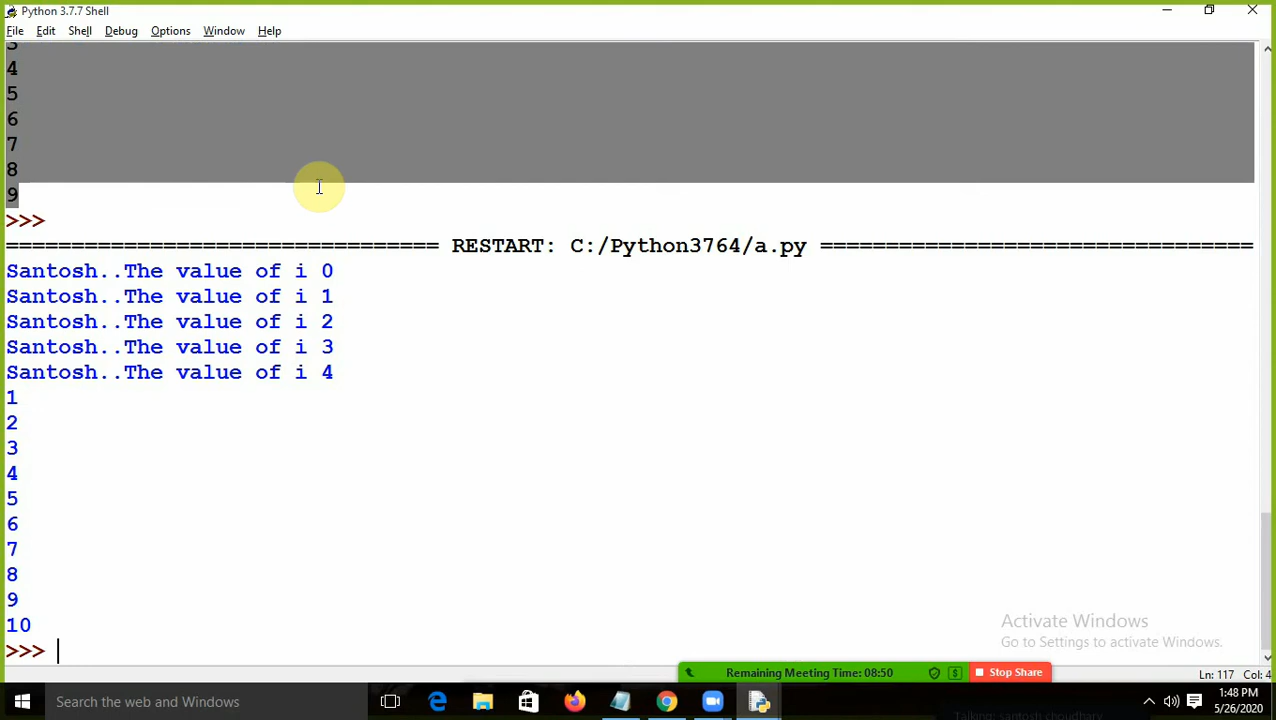 Python 3.7.7 Shell
File Edit Shell Debug Options Window Help
3
4
5
6
7
8
9
>>>
================================= RESTART: C:/Python3764/a.py =================================
Santosh..The value of i 0
Santosh..The value of i 1
Santosh..The value of i 2
Santosh..The value of i 3
Santosh..The value of i 4
1
2
3
4
5
6
7
8
9
10
>>>
Activate Windows
Go to Settings to activate Windows.
Remaining Meeting Time: 08:50 Stop Share
Ln: 117 Col: 4
Search the web and Windows
1:48 PM
5/26/2020
Talking: santosh choudhary